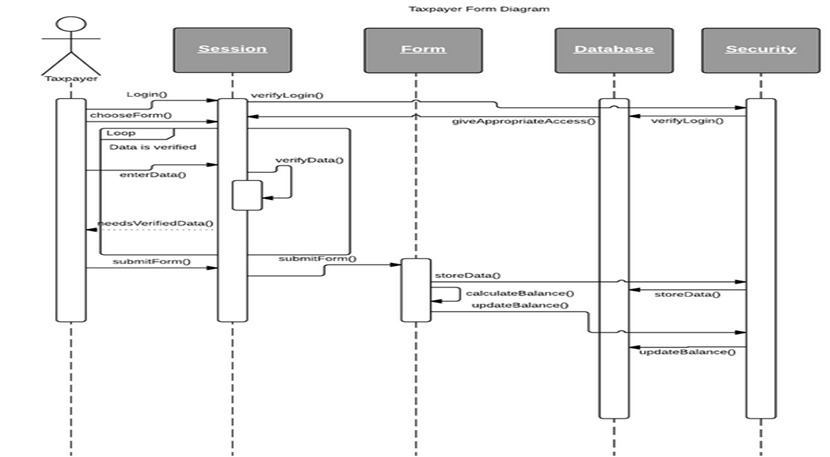 Taxpayer Form Diagram
Session
Form
Database
Security
Taxpayer
Login()
verifyLogin()
chooseForm()
giveAppropriateAccess()
verifyLogin()
Loop
Data is verified
verifyData()
enterData()
needsVerifiedData()
submitForm()
submitForm()
storeData()
calculateBalance()
storeData()
updateBalance()
updateBalance()